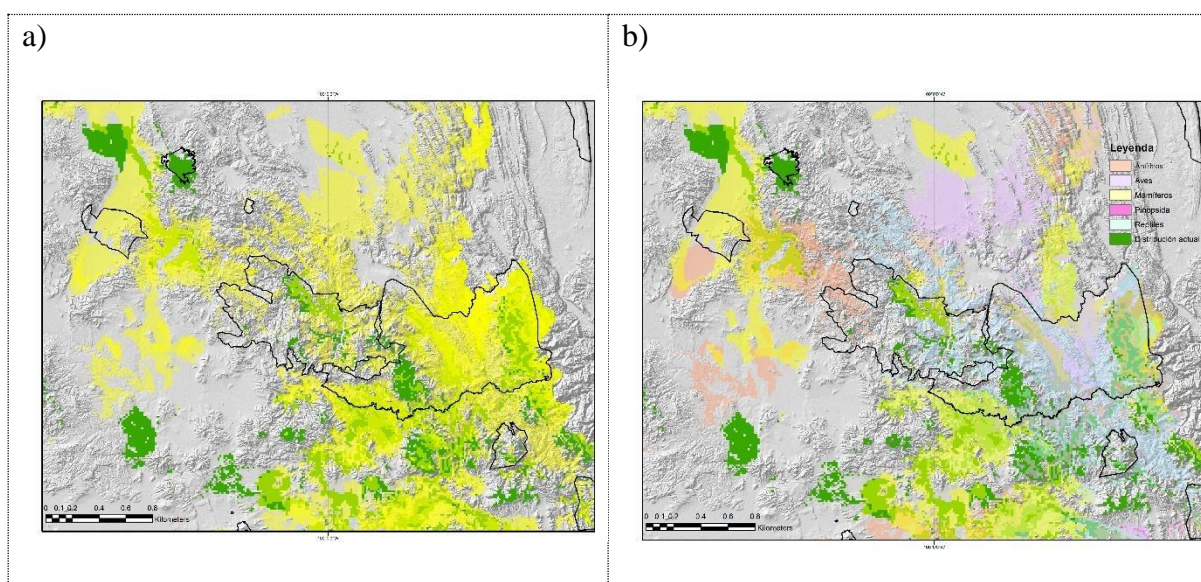 a)
b)
Leyenda
Anfibios
Aves
Mamíferos
Pinopsida
Reptiles
Distribución actual
0 0.1 0.2 0.4 0.6 0.8
Kilometers
0 0.1 0.2 0.4 0.6 0.8
Kilometers